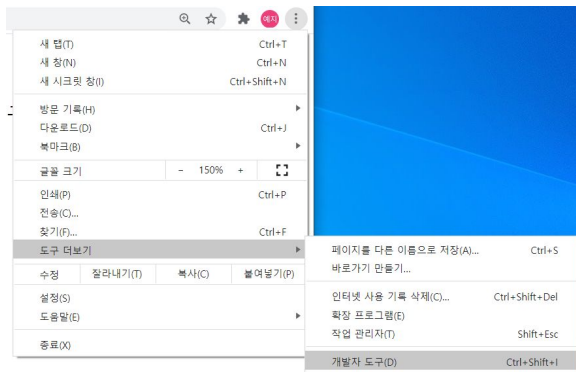 예지
새 탭(T) Ctrl+T
새 창(N) Ctrl+N
새 시크릿 창(I) Ctrl+Shift+N
방문 기록(H)
다운로드(D) Ctrl+J
북마크(B)
글꼴 크기 - 150% +
인쇄(P) Ctrl+P
전송(C)...
찾기(F)... Ctrl+F
도구 더보기
수정 잘라내기(T) 복사(C) 붙여넣기(P)
설정(S)
도움말(E)
종료(X)
페이지를 다른 이름으로 저장(A)... Ctrl+S
바로가기 만들기...
인터넷 사용 기록 삭제(C)... Ctrl+Shift+Del
확장 프로그램(E)
작업 관리자(T) Shift+Esc
개발자 도구(D) Ctrl+Shift+I